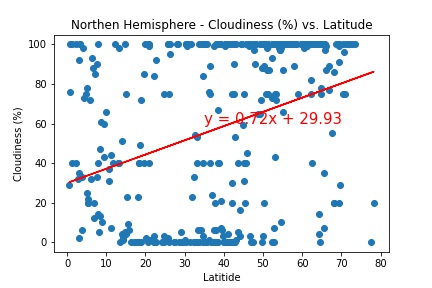 Northen Hemisphere - Cloudiness (%) vs. Latitude
100
80
60
40
20
0
Cloudiness (%)
y = 0.72x + 29.93
0 10 20 30 40 50 60 70 80
Latitide